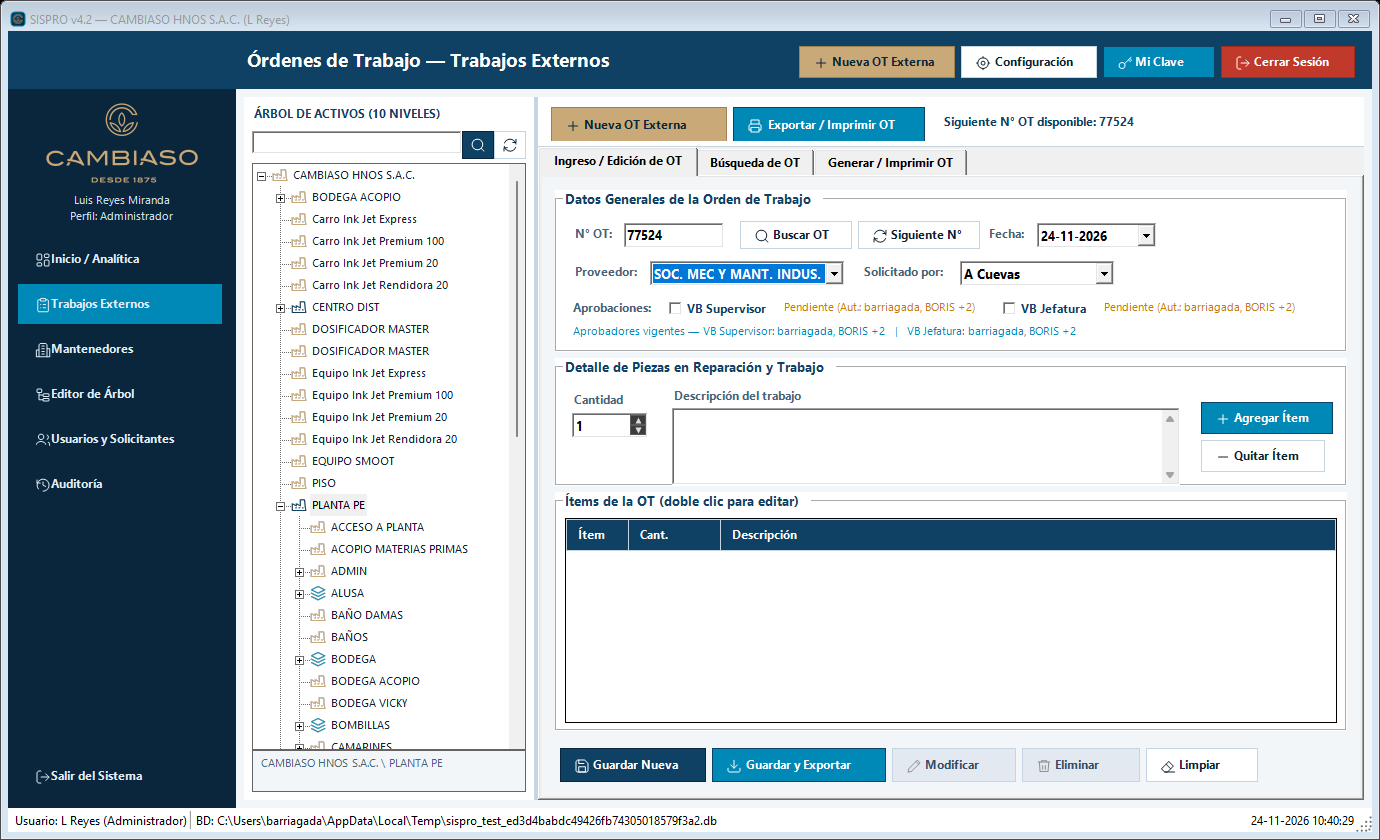 SISPRO v4.2 — CAMBIASO HNOS S.A.C. (L Reyes)
Órdenes de Trabajo — Trabajos Externos
Nueva OT Externa
Configuración
Mi Clave
Cerrar Sesión
CAMBIASO
DESDE 1875
Luis Reyes Miranda
Perfil: Administrador
Inicio / Analítica
Trabajos Externos
Mantenedores
Editor de Árbol
Usuarios y Solicitantes
Auditoría
Salir del Sistema
ÁRBOL DE ACTIVOS (10 NIVELES)
CAMBIASO HNOS S.A.C.
BODEGA ACOPIO
Carro Ink Jet Express
Carro Ink Jet Premium 100
Carro Ink Jet Premium 20
Carro Ink Jet Rendidora 20
CENTRO DIST
DOSIFICADOR MASTER
DOSIFICADOR MASTER
Equipo Ink Jet Express
Equipo Ink Jet Premium 100
Equipo Ink Jet Premium 20
Equipo Ink Jet Rendidora 20
EQUIPO SMOOT
PISO
PLANTA PE
ACCESO A PLANTA
ACOPIO MATERIAS PRIMAS
ADMIN
ALUSA
BAÑO DAMAS
BAÑOS
BODEGA
BODEGA ACOPIO
BODEGA VICKY
BOMBILLAS
CAMARINES
CAMBIASO HNOS S.A.C. \ PLANTA PE
Nueva OT Externa
Exportar / Imprimir OT
Siguiente N° OT disponible: 77524
Ingreso / Edición de OT
Búsqueda de OT
Generar / Imprimir OT
Datos Generales de la Orden de Trabajo
N° OT: 77524
Buscar OT
Siguiente N°
Fecha: 24-11-2026
Proveedor: SOC. MEC Y MANT. INDUS.
Solicitado por: A Cuevas
Aprobaciones: VB Supervisor Pendiente (Aut.: barriagada, BORIS +2) VB Jefatura Pendiente (Aut.: barriagada, BORIS +2)
Aprobadores vigentes — VB Supervisor: barriagada, BORIS +2 | VB Jefatura: barriagada, BORIS +2
Detalle de Piezas en Reparación y Trabajo
Cantidad
1
Descripción del trabajo
Agregar Ítem
Quitar Ítem
Ítems de la OT (doble clic para editar)
Ítem Cant. Descripción
Guardar Nueva
Guardar y Exportar
Modificar
Eliminar
Limpiar
Usuario: L Reyes (Administrador)
BD: C:\Users\barriagada\AppData\Local\Temp\sispro_test_ed3d4babdc49426fb74305018579f3a2.db
24-11-2026 10:40:29